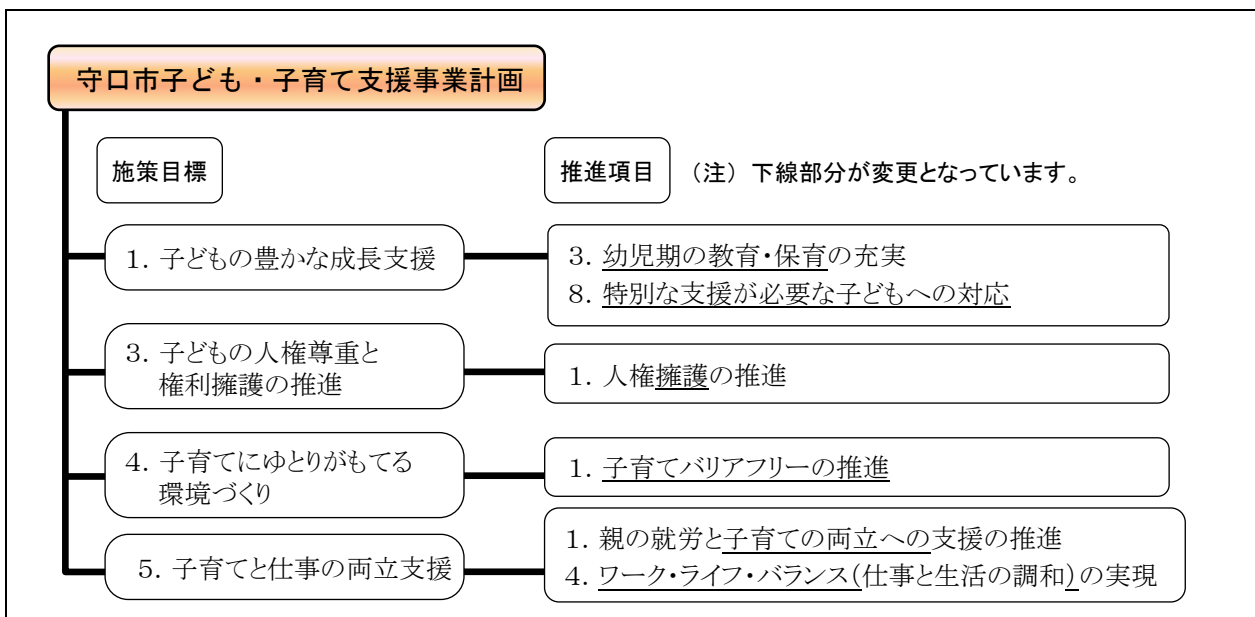 守口市子ども・子育て支援事業計画
施策目標
推進項目 （注）下線部分が変更となっています。
1．子どもの豊かな成長支援
3．幼児期の教育・保育の充実
8．特別な支援が必要な子どもへの対応
3．子どもの人権尊重と
権利擁護の推進
1．人権擁護の推進
4．子育てにゆとりがもてる
環境づくり
1．子育てバリアフリーの推進
5．子育てと仕事の両立支援
1．親の就労と子育ての両立への支援の推進
4．ワーク・ライフ・バランス(仕事と生活の調和)の実現